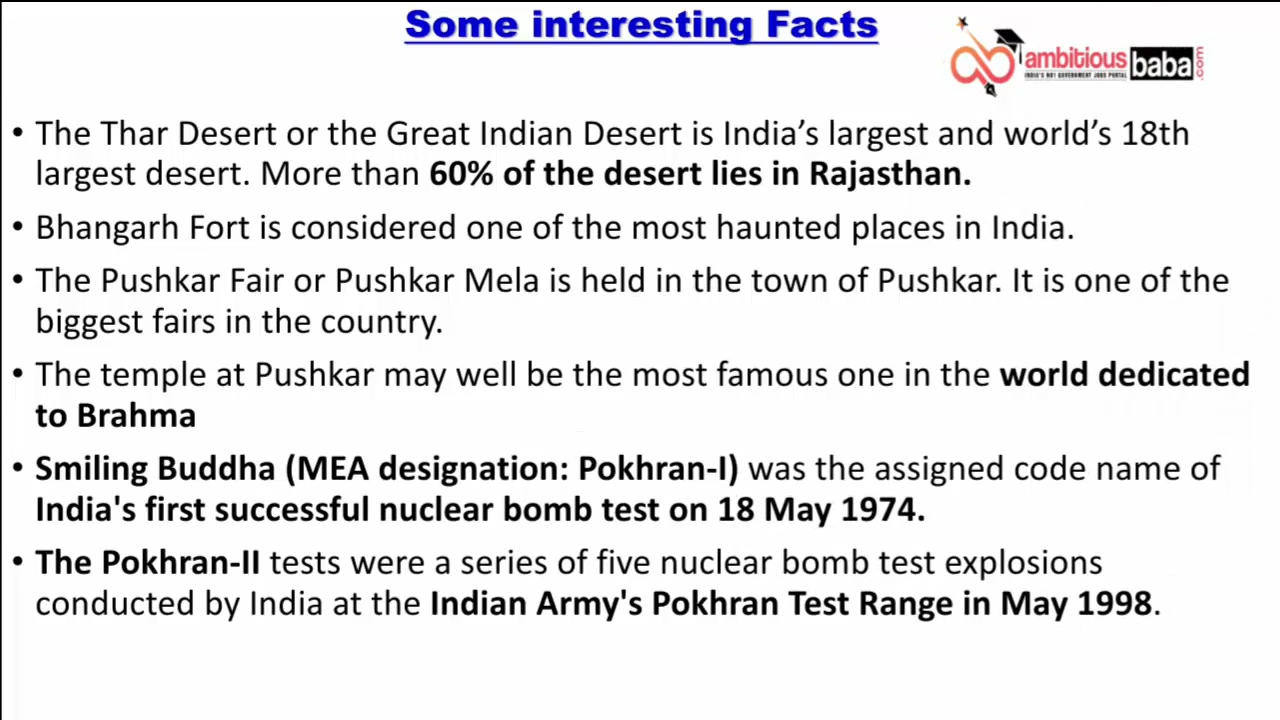 Some interesting Facts
ambitious baba .com
INDIA'S NO1 GOVERNMENT JOBS PORTAL
• The Thar Desert or the Great Indian Desert is India’s largest and world’s 18th
largest desert. More than 60% of the desert lies in Rajasthan.
• Bhangarh Fort is considered one of the most haunted places in India.
• The Pushkar Fair or Pushkar Mela is held in the town of Pushkar. It is one of the
biggest fairs in the country.
• The temple at Pushkar may well be the most famous one in the world dedicated
to Brahma
• Smiling Buddha (MEA designation: Pokhran-I) was the assigned code name of
India's first successful nuclear bomb test on 18 May 1974.
• The Pokhran-II tests were a series of five nuclear bomb test explosions
conducted by India at the Indian Army's Pokhran Test Range in May 1998.